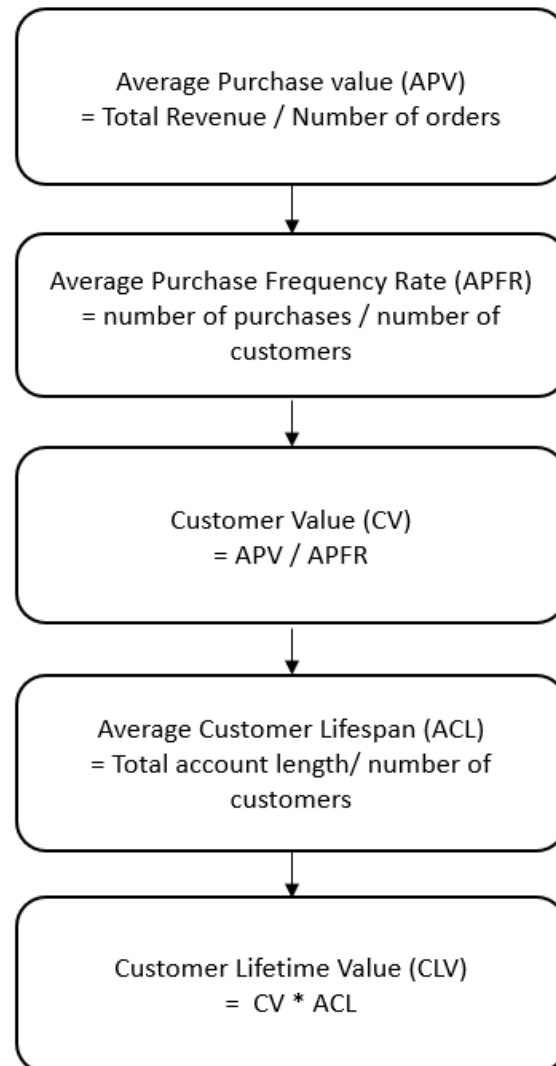 Average Purchase value (APV)
= Total Revenue / Number of orders
Average Purchase Frequency Rate (APFR)
= number of purchases / number of
customers
Customer Value (CV)
= APV / APFR
Average Customer Lifespan (ACL)
= Total account length/ number of
customers
Customer Lifetime Value (CLV)
= CV * ACL